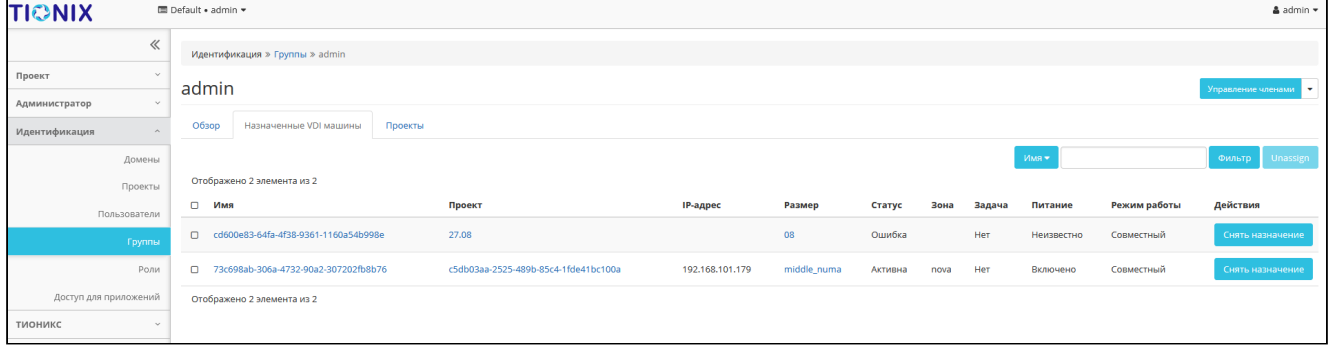 TIONIX
Default • admin
admin
Проект
Администратор
Идентификация
Домены
Проекты
Пользователи
Группы
Роли
Доступ для приложений
ТИОНИКС
Идентификация » Группы » admin
admin
Управление членами
Обзор Назначенные VDI машины Проекты
Имя Фильтр Unassign
Отображено 2 элемента из 2
Имя Проект IP-адрес Размер Статус Зона Задача Питание Режим работы Действия
cd600e83-64fa-4f38-9361-1160a54b998e 27.08 08 Ошибка Нет Неизвестно Совместный Снять назначение
73c698ab-306a-4732-90a2-307202fb8b76 c5db03aa-2525-489b-85c4-1fde41bc100a 192.168.101.179 middle_numa Активна nova Нет Включено Совместный Снять назначение
Отображено 2 элемента из 2